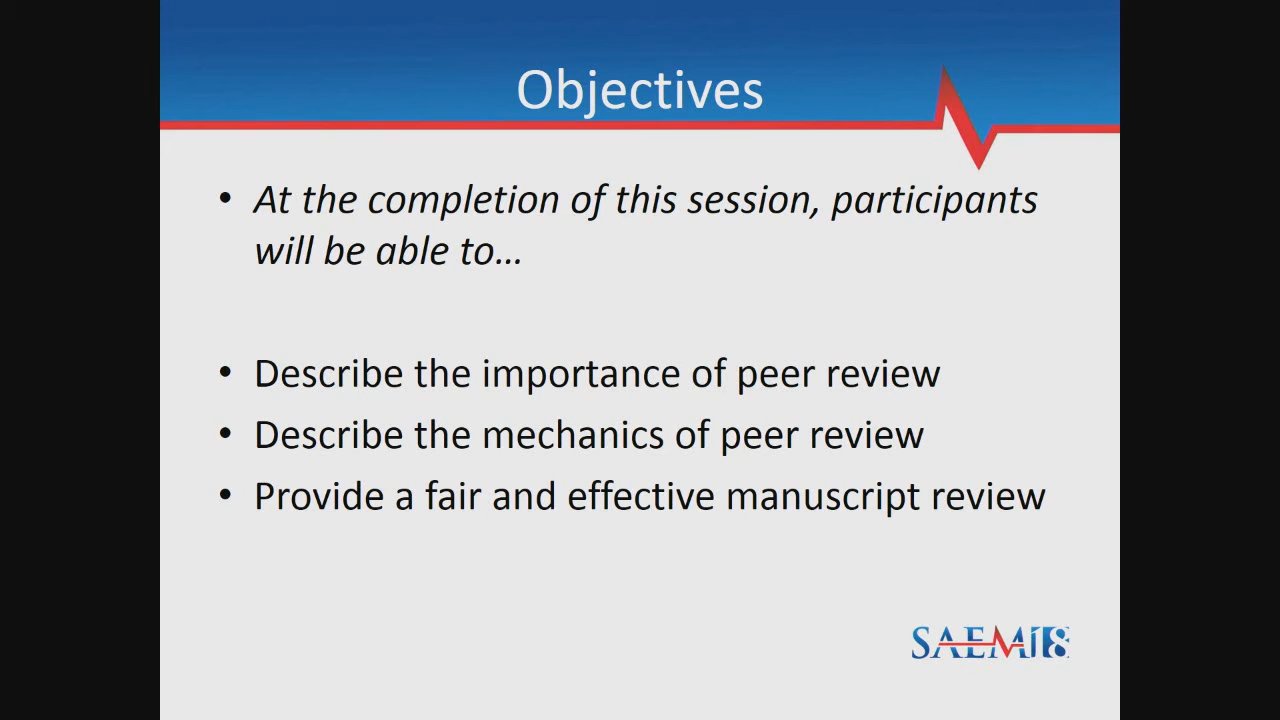 Objectives
• At the completion of this session, participants
will be able to...
• Describe the importance of peer review
• Describe the mechanics of peer review
• Provide a fair and effective manuscript review
SAEM18